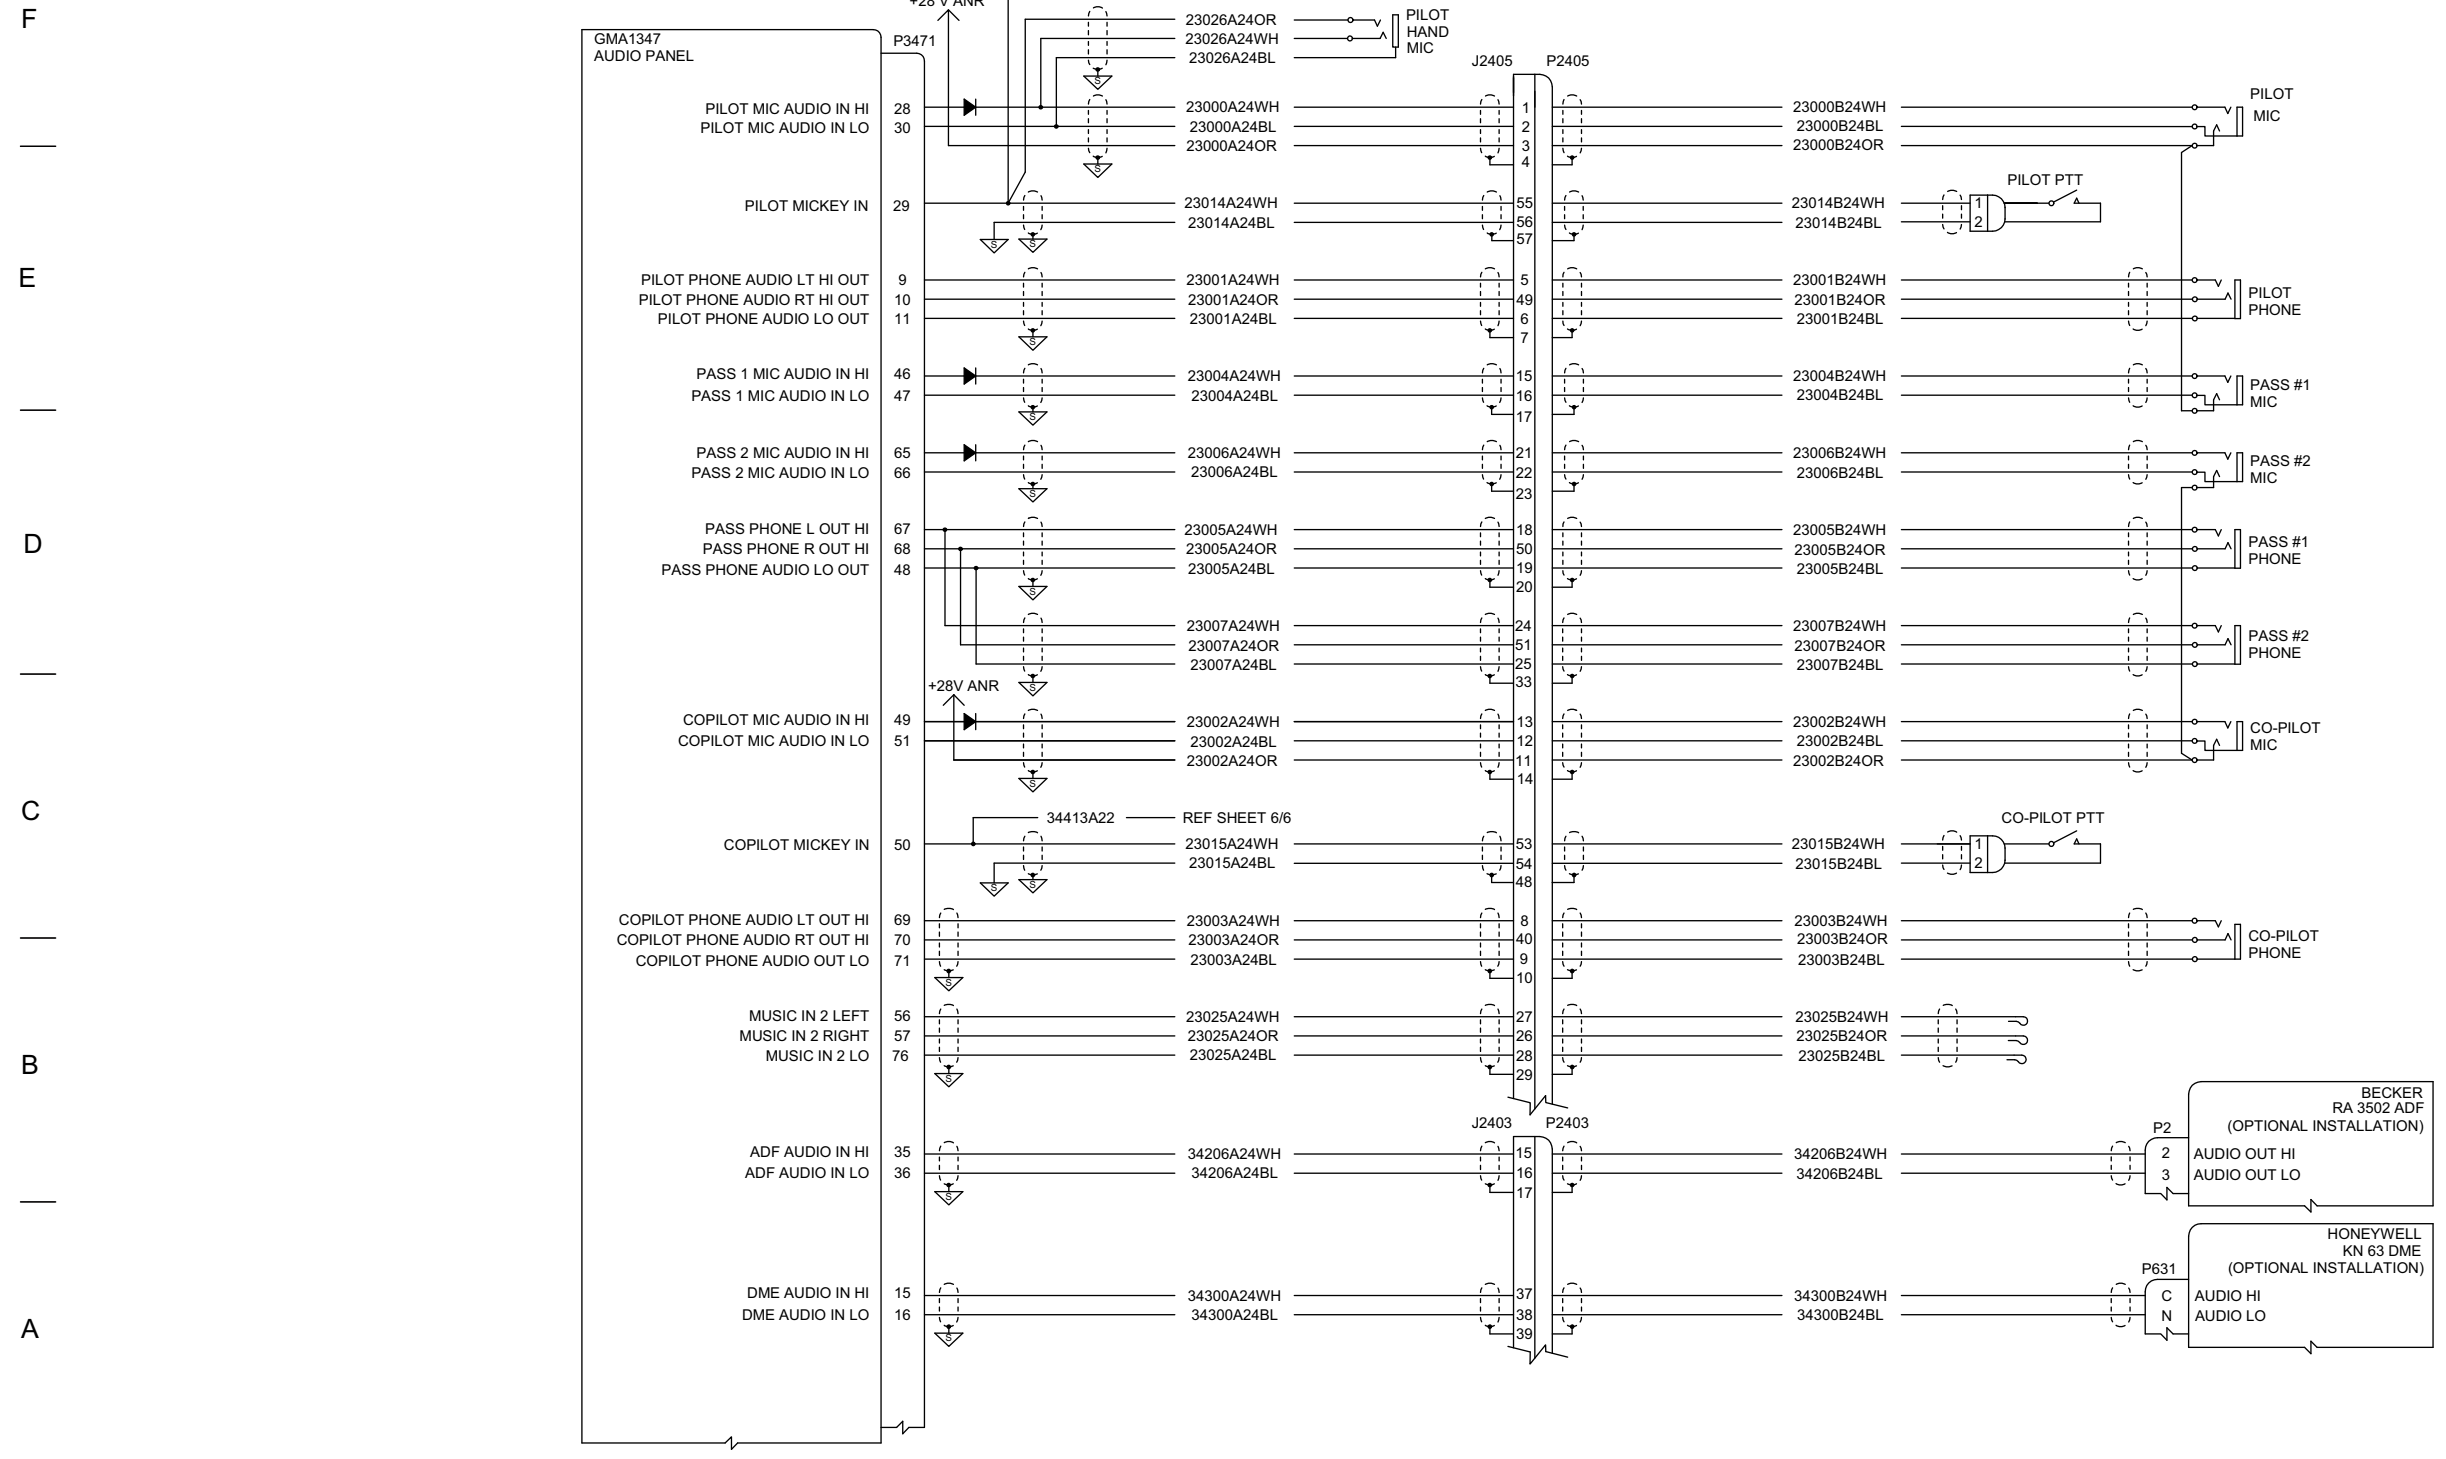 F
+28 V ANR
GMA1347
AUDIO PANEL
P3471
23026A24OR
23026A24WH
23026A24BL
PILOT
HAND
MIC
S
J2405 P2405
PILOT MIC AUDIO IN HI 28 23000A24WH 1 23000B24WH
PILOT MIC AUDIO IN LO 30 23000A24BL 2 23000B24BL
23000A24OR 3 23000B24OR
4
S
PILOT
MIC
PILOT PTT
PILOT MICKEY IN 29 23014A24WH 55 23014B24WH 1
23014A24BL 56 23014B24BL 2
S S 57
E
PILOT PHONE AUDIO LT HI OUT 9 23001A24WH 5 23001B24WH
PILOT PHONE AUDIO RT HI OUT 10 23001A24OR 49 23001B24OR
PILOT PHONE AUDIO LO OUT 11 23001A24BL 6 23001B24BL
S 7
PILOT
PHONE
PASS 1 MIC AUDIO IN HI 46 23004A24WH 15 23004B24WH
PASS 1 MIC AUDIO IN LO 47 23004A24BL 16 23004B24BL
S 17
PASS #1
MIC
PASS 2 MIC AUDIO IN HI 65 23006A24WH 21 23006B24WH
PASS 2 MIC AUDIO IN LO 66 23006A24BL 22 23006B24BL
S 23
PASS #2
MIC
D
PASS PHONE L OUT HI 67 23005A24WH 18 23005B24WH
PASS PHONE R OUT HI 68 23005A24OR 50 23005B24OR
PASS PHONE AUDIO LO OUT 48 23005A24BL 19 23005B24BL
S 20
PASS #1
PHONE
23007A24WH 24 23007B24WH
23007A24OR 51 23007B24OR
23007A24BL 25 23007B24BL
S 33
PASS #2
PHONE
+28V ANR
COPILOT MIC AUDIO IN HI 49 23002A24WH 13 23002B24WH
COPILOT MIC AUDIO IN LO 51 23002A24BL 12 23002B24BL
23002A24OR 11 23002B24OR
S 14
CO-PILOT
MIC
C
34413A22 REF SHEET 6/6
CO-PILOT PTT
COPILOT MICKEY IN 50 23015A24WH 53 23015B24WH 1
23015A24BL 54 23015B24BL 2
S S 48
COPILOT PHONE AUDIO LT OUT HI 69 23003A24WH 8 23003B24WH
COPILOT PHONE AUDIO RT OUT HI 70 23003A24OR 40 23003B24OR
COPILOT PHONE AUDIO OUT LO 71 23003A24BL 9 23003B24BL
S 10
CO-PILOT
PHONE
MUSIC IN 2 LEFT 56 23025A24WH 27 23025B24WH
MUSIC IN 2 RIGHT 57 23025A24OR 26 23025B24OR
MUSIC IN 2 LO 76 23025A24BL 28 23025B24BL
S 29
B
J2403 P2403
BECKER
RA 3502 ADF
(OPTIONAL INSTALLATION)
P2
ADF AUDIO IN HI 35 34206A24WH 15 34206B24WH 2 AUDIO OUT HI
ADF AUDIO IN LO 36 34206A24BL 16 34206B24BL 3 AUDIO OUT LO
S 17
HONEYWELL
KN 63 DME
(OPTIONAL INSTALLATION)
P631
DME AUDIO IN HI 15 34300A24WH 37 34300B24WH C AUDIO HI
DME AUDIO IN LO 16 34300A24BL 38 34300B24BL N AUDIO LO
S 39
A